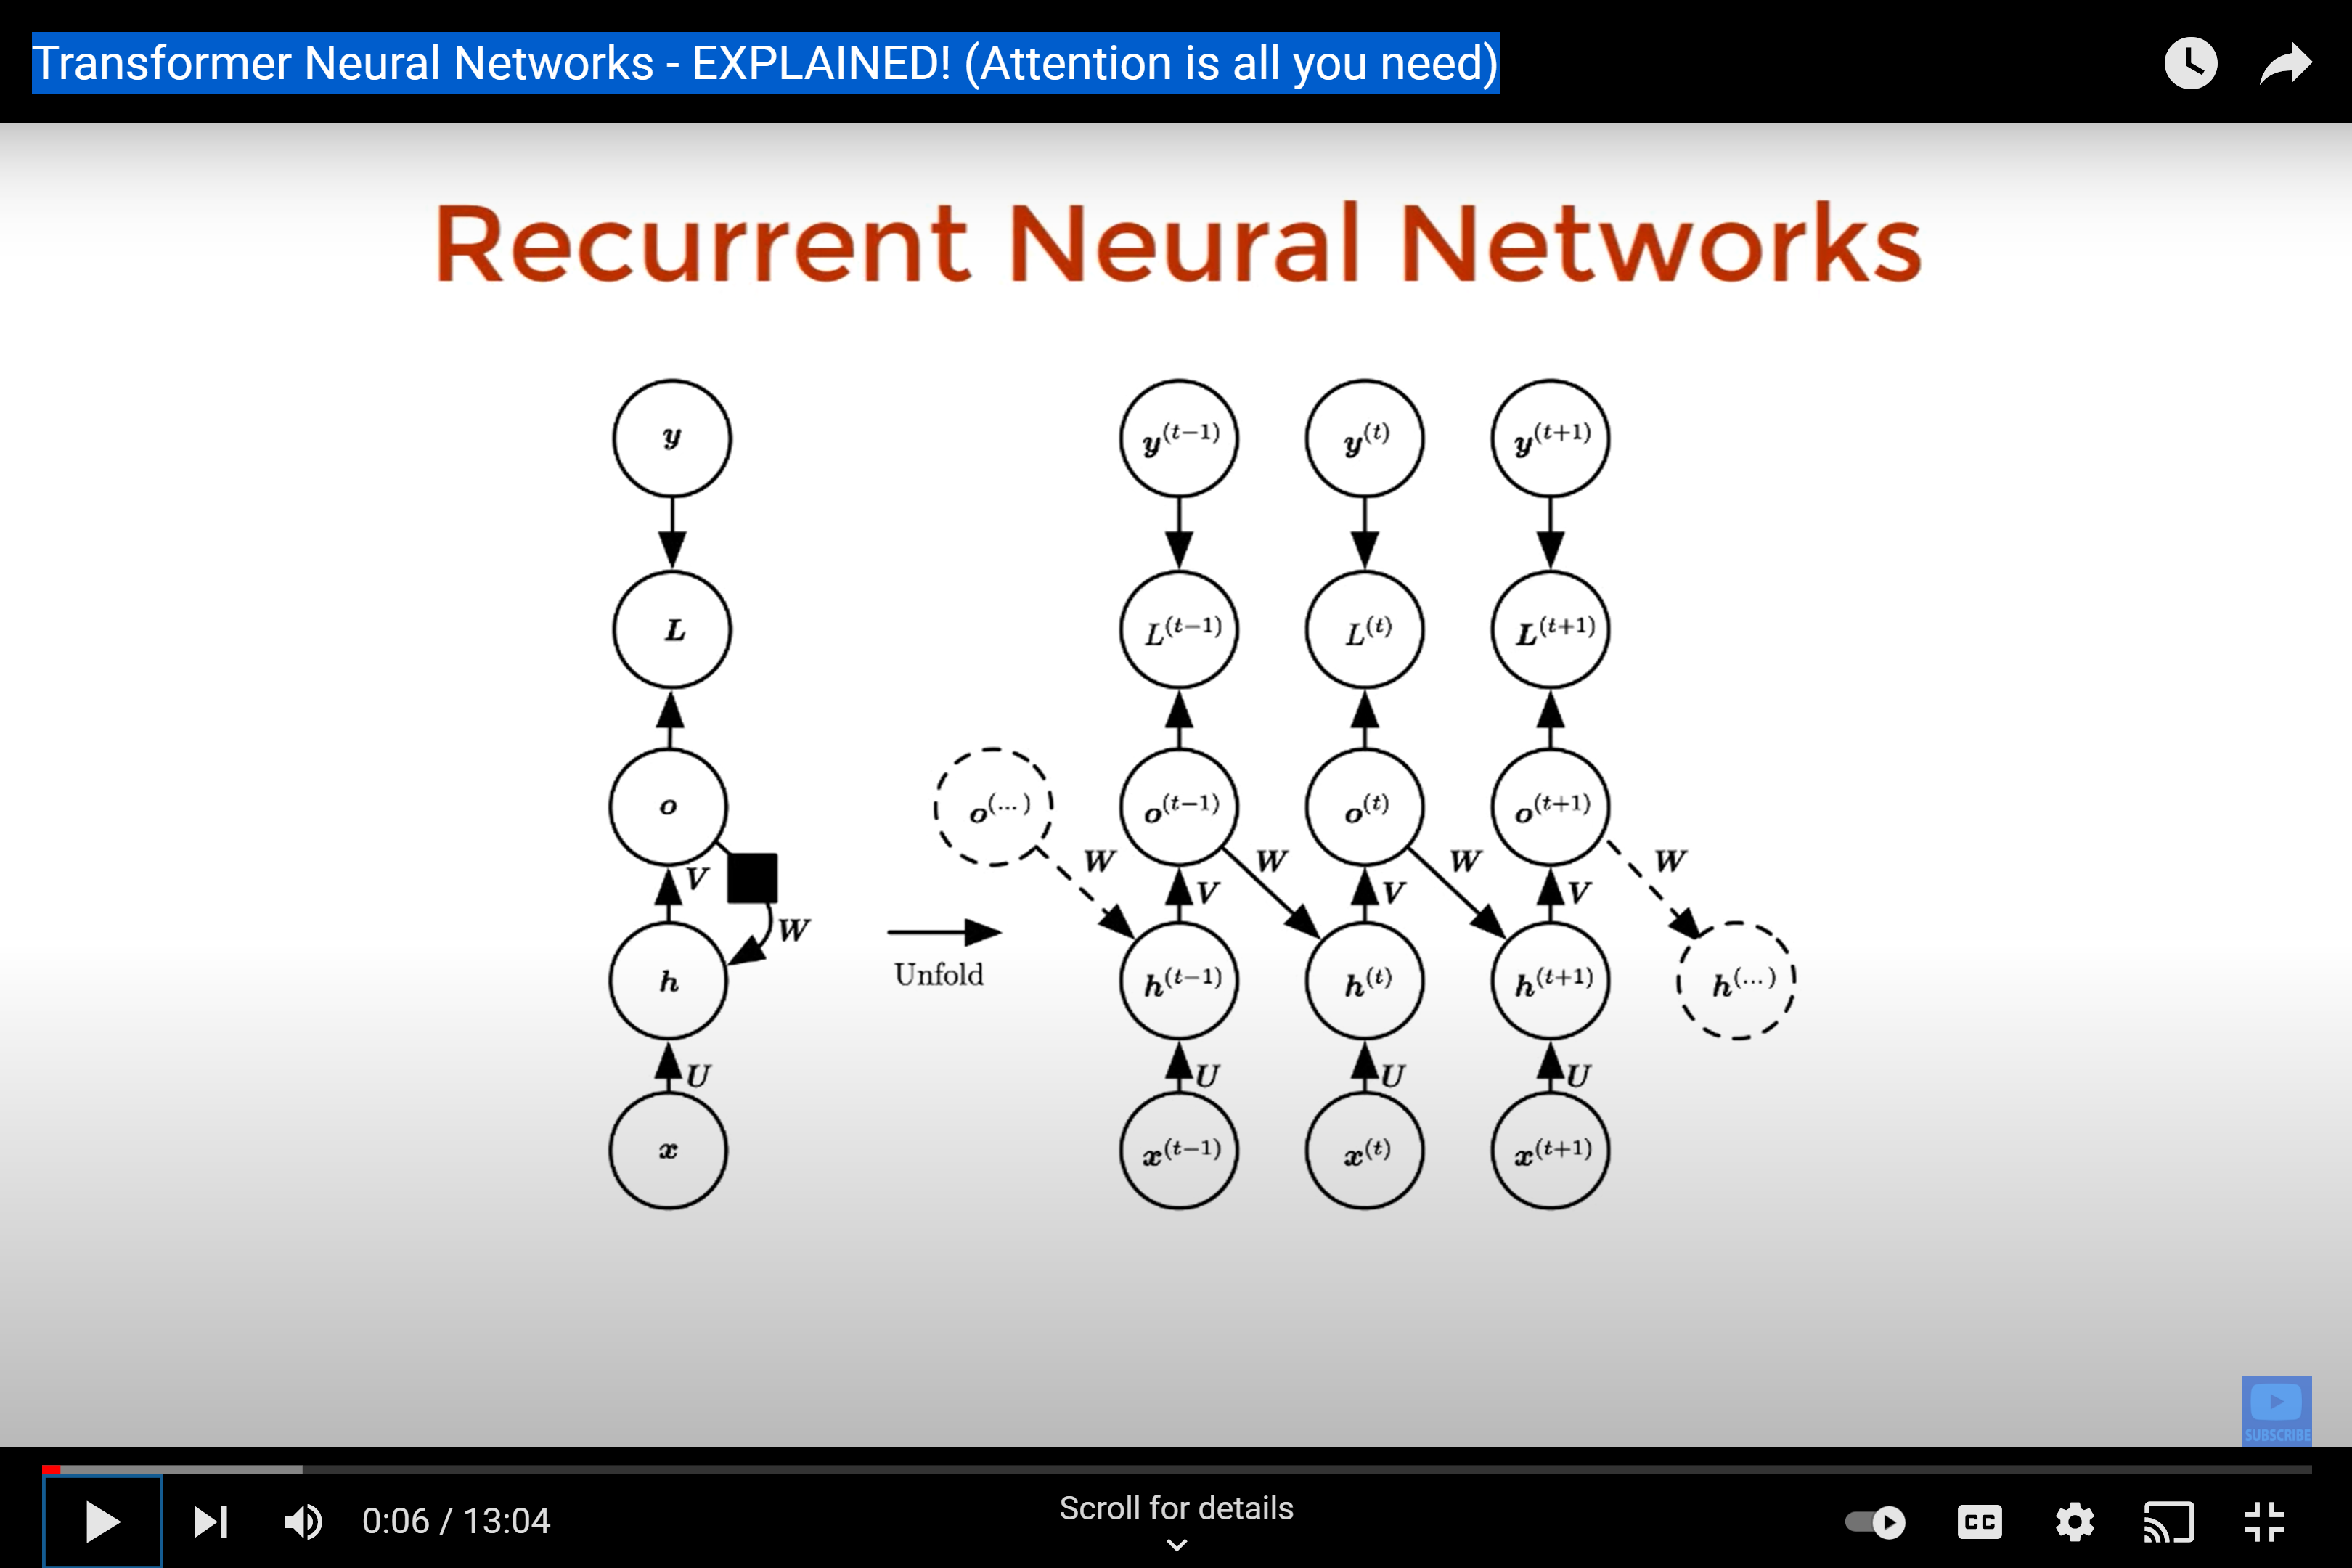 Transformer Neural Networks - EXPLAINED! (Attention is all you need)
Recurrent Neural Networks
y y^(t−1) y^(t) y^(t+1)
L L^(t−1) L^(t) L^(t+1)
o o^(...) o^(t−1) o^(t) o^(t+1)
V W W W W
W V V V
Unfold
h h^(t−1) h^(t) h^(t+1) h^(...)
U U U U
x x^(t−1) x^(t) x^(t+1)
SUBSCRIBE
0:06 / 13:04
Scroll for details
CC